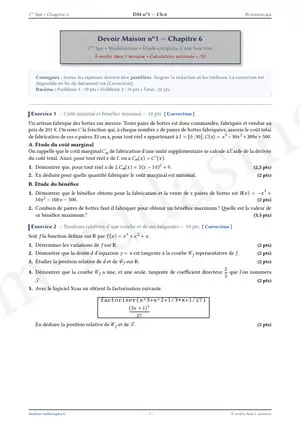 1ère Spé • Chapitre 6
DM n°1 – Ch.6
Devoir Maison n°1 – Chapitre 6
1ère Spé • Modélisation • Étude complète d'une fonction
À rendre dans 1 semaine • Calculatrice autorisée • /20
Consignes : toutes les réponses doivent être justifiées. Soigner la rédaction et les tableaux. La correction est
disponible en fin de document via [Correction].
Barème : Problème 1 : 10 pts • Problème 2 : 10 pts • Total : 20 pts.
Exercice 1 – Coût minimal et bénéfice maximal – 10 pts [ Correction ]
Un artisan fabrique des bottes sur mesure. Toute paire de bottes est donc commandée, fabriquée et vendue au
prix de 201 €. On note C la fonction qui, à chaque nombre x de paires de bottes fabriquées, associe le coût total
de fabrication de ces x paires. Et on a, pour tout réel x appartenant à I = [0 ; 30], C(x) = x³ − 30x² + 309x + 500.
A. Étude du coût marginal
On rappelle que le coût marginal Cm de fabrication d'une unité supplémentaire se calcule à l'aide de la dérivée
du coût total. Ainsi, pour tout réel x de I, on a Cm(x) = C′(x).
1. Démontrer que, pour tout réel x de I, Cm(x) = 3(x − 10)² + 9. (2,5 pts)
2. En déduire pour quelle quantité fabriquée le coût marginal est minimal. (2 pts)
B. Étude du bénéfice
1. Démontrer que le bénéfice obtenu pour la fabrication et la vente de x paires de bottes est B(x) = −x³ +
30x² − 108x − 500. (2 pts)
2. Combien de paires de bottes faut-il fabriquer pour obtenir un bénéfice maximum ? Quelle est la valeur de
ce bénéfice maximum ? (3,5 pts)
Exercice 2 – Positions relatives d'une courbe et de ses tangentes – 10 pts [ Correction ]
Soit f la fonction définie sur ℝ par f(x) = x³ + x² + x.
1. Déterminer les variations de f sur ℝ. (2 pts)
2. Démontrer que la droite d d'équation y = x est tangente à la courbe 𝒞f représentative de f. (2 pts)
3. Étudier la position relative de d et de 𝒞f sur ℝ. (2 pts)
4. Démontrer que la courbe 𝒞f a une, et une seule, tangente de coefficient directeur 2/3 que l'on nommera
𝒯. (2 pts)
5. Avec le logiciel Xcas on obtient la factorisation suivante.
factoriser(x^3+x^2+1/3*x+1/27)
(3x + 1)³
27
En déduire la position relative de 𝒞f et de 𝒯. (2 pts)
– 1 –
À rendre dans 1 semaine